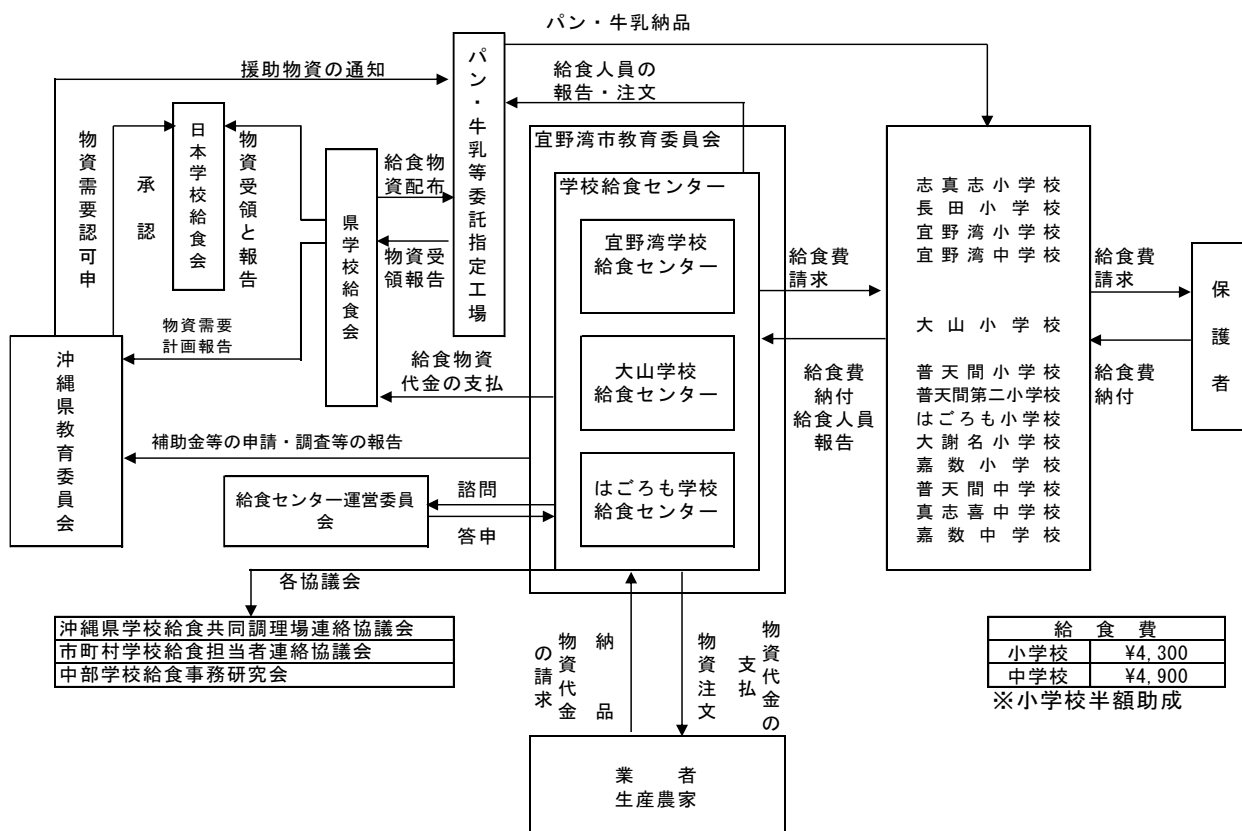 パン・牛乳納品
援助物資の通知
給食人員の
報告・注文
パン・牛乳等委託指定工場
日本学校給食会
物資需要認可申
承認
物資受領と報告
県学校給食会
給食物
資配布
物資受
領報告
宜野湾市教育委員会
学校給食センター
宜野湾学校
給食センター
大山学校
給食センター
はごろも学校
給食センター
給食費
請求
給食費
納付
給食人員
報告
志真志小学校
長田小学校
宜野湾小学校
宜野湾中学校
大山小学校
普天間小学校
普天間第二小学校
はごろも小学校
大謝名小学校
嘉数小学校
普天間中学校
真志喜中学校
嘉数中学校
給食費
請求
給食費
納付
保護者
物資需要
計画報告
給食物資
代金の支払
沖縄県教育委員会
補助金等の申請・調査等の報告
給食センター運営委員
会
諮問
答申
各協議会
沖縄県学校給食共同調理場連絡協議会
市町村学校給食担当者連絡協議会
中部学校給食事務研究会
納品
物資代金
の請求
物資注文
物資代金の
支払
業者
生産農家
給食費
小学校 ¥4,300
中学校 ¥4,900
※小学校半額助成